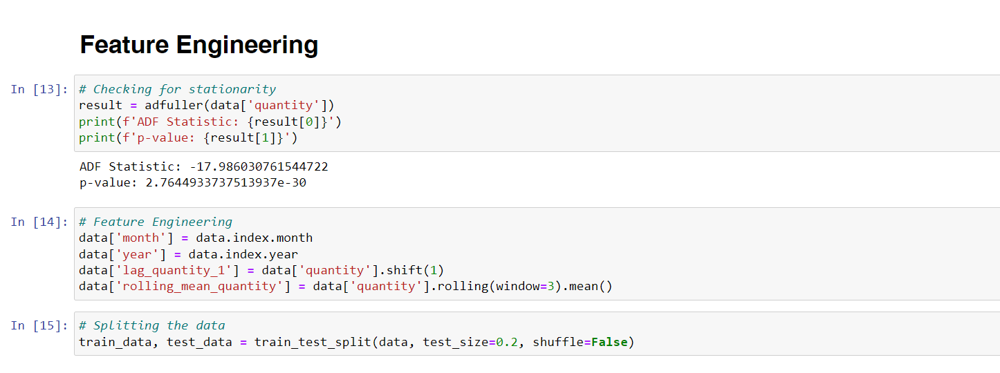 Feature Engineering
In [13]: # Checking for stationarity
result = adfuller(data['quantity'])
print(f'ADF Statistic: {result[0]}')
print(f'p-value: {result[1]}')
ADF Statistic: -17.986030761544722
p-value: 2.7644933737513937e-30
In [14]: # Feature Engineering
data['month'] = data.index.month
data['year'] = data.index.year
data['lag_quantity_1'] = data['quantity'].shift(1)
data['rolling_mean_quantity'] = data['quantity'].rolling(window=3).mean()
In [15]: # Splitting the data
train_data, test_data = train_test_split(data, test_size=0.2, shuffle=False)